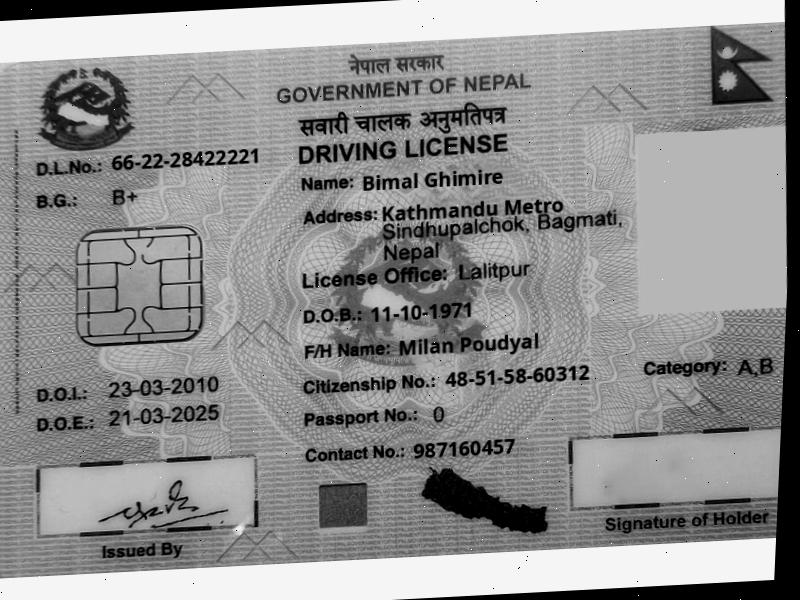 नेपाल सरकार
GOVERNMENT OF NEPAL
सवारी चालक अनुमतिपत्र
DRIVING LICENSE
D.L.No.: 66-22-28422221
B.G.: B+
Name: Bimal Ghimire
Address: Kathmandu Metro
Sindhupalchok, Bagmati,
Nepal
License Office: Lalitpur
D.O.B.: 11-10-1971
F/H Name: Milan Poudyal
Citizenship No.: 48-51-58-60312
Category: A,B
D.O.I.: 23-03-2010
D.O.E.: 21-03-2025
Passport No.: 0
Contact No.: 987160457
Issued By
Signature of Holder